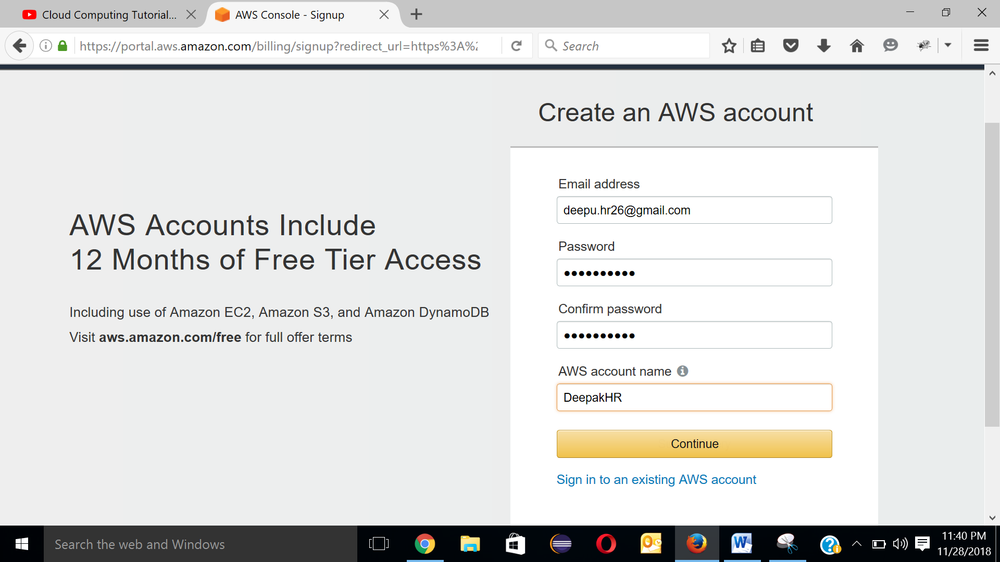 Cloud Computing Tutorial...
AWS Console - Signup
https://portal.aws.amazon.com/billing/signup?redirect_url=https%3A%2
Search
Create an AWS account
Email address
deepu.hr26@gmail.com
AWS Accounts Include
12 Months of Free Tier Access
Password
••••••••••
Including use of Amazon EC2, Amazon S3, and Amazon DynamoDB
Visit aws.amazon.com/free for full offer terms
Confirm password
••••••••••
AWS account name
DeepakHR
Continue
Sign in to an existing AWS account
Search the web and Windows
11:40 PM
11/28/2018